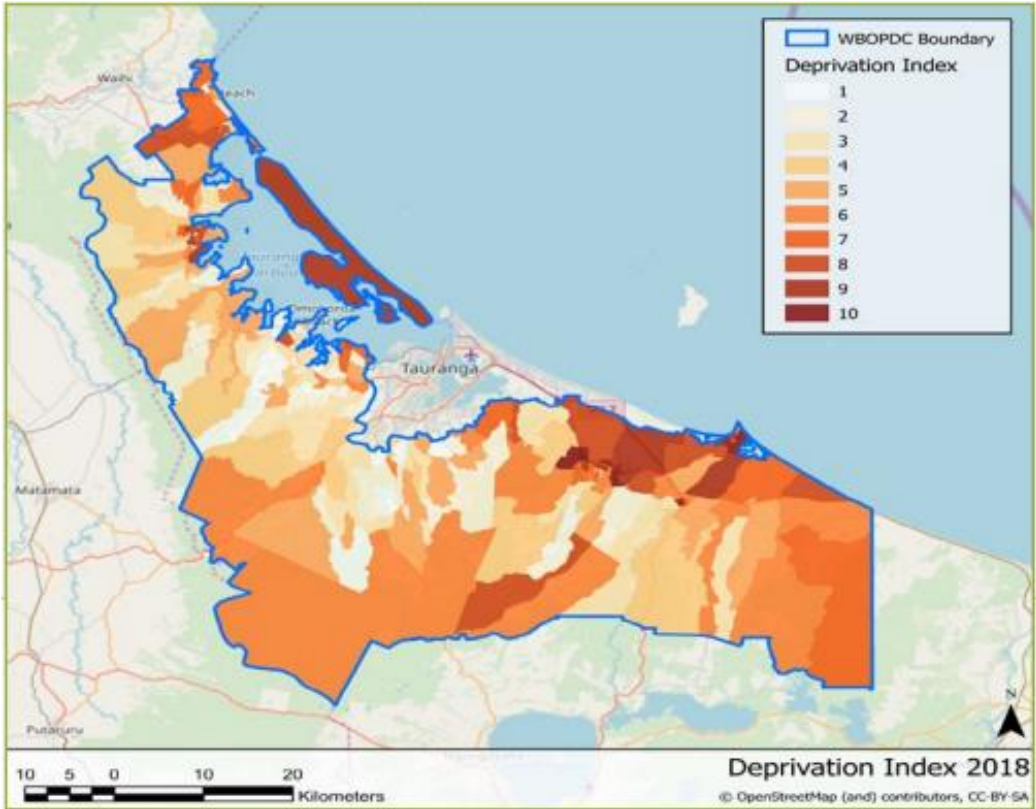 WBOPDC Boundary
Deprivation Index
1
2
3
4
5
6
7
8
9
10
Waihi
each
Tauranga
Matamata
Putaruru
N
10 5 0 10 20
Kilometers
Deprivation Index 2018
© OpenStreetMap (and) contributors, CC-BY-SA